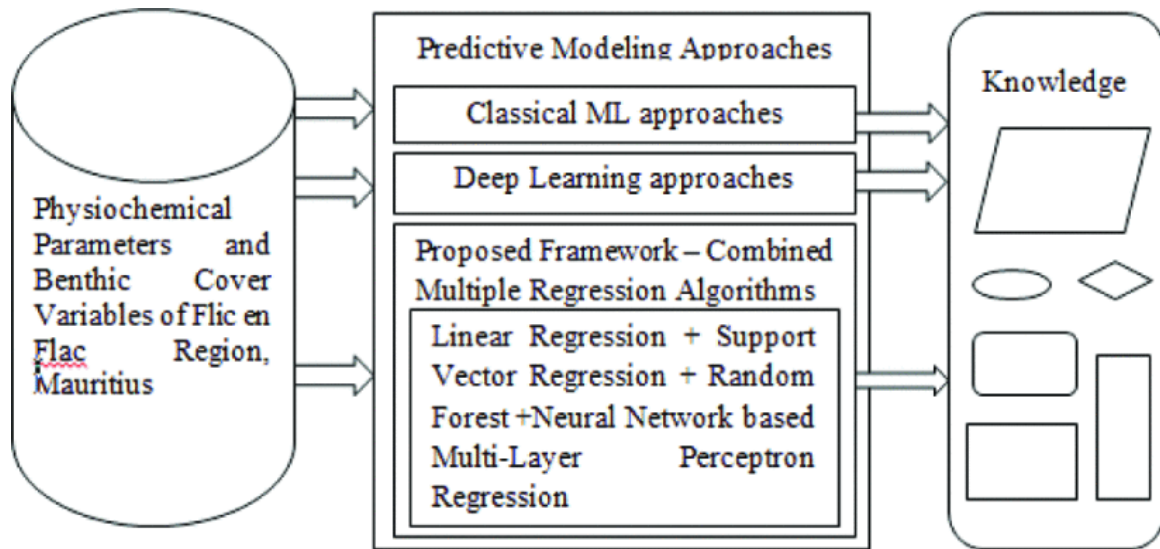 Physiochemical
Parameters and
Benthic Cover
Variables of Flic en
Flac Region,
Mauritius
Predictive Modeling Approaches
Classical ML approaches
Deep Learning approaches
Proposed Framework – Combined
Multiple Regression Algorithms
Linear Regression + Support
Vector Regression + Random
Forest +Neural Network based
Multi-Layer Perceptron
Regression
Knowledge